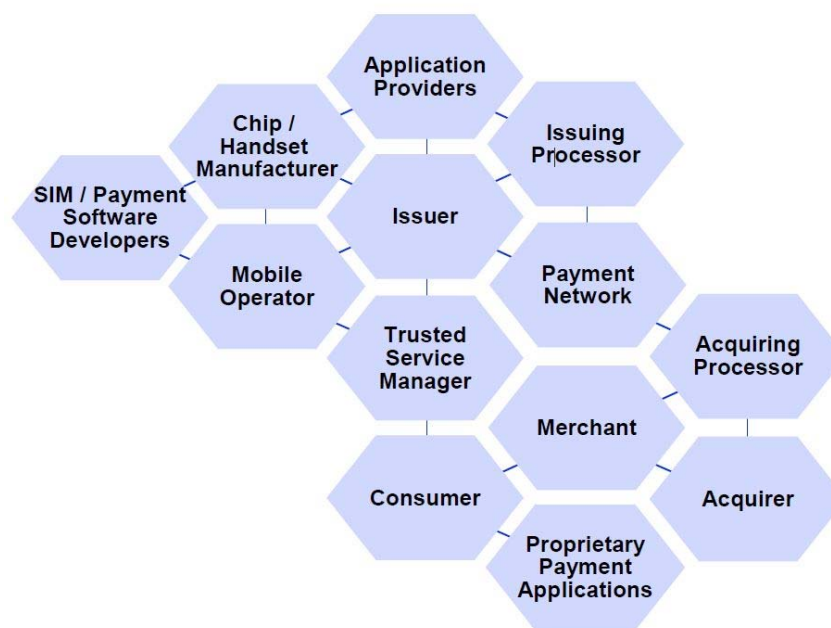 Application
Providers
Chip /
Handset
Manufacturer
Issuing
Processor
SIM / Payment
Software
Developers
Issuer
Mobile
Operator
Payment
Network
Trusted
Service
Manager
Acquiring
Processor
Merchant
Consumer
Acquirer
Proprietary
Payment
Applications